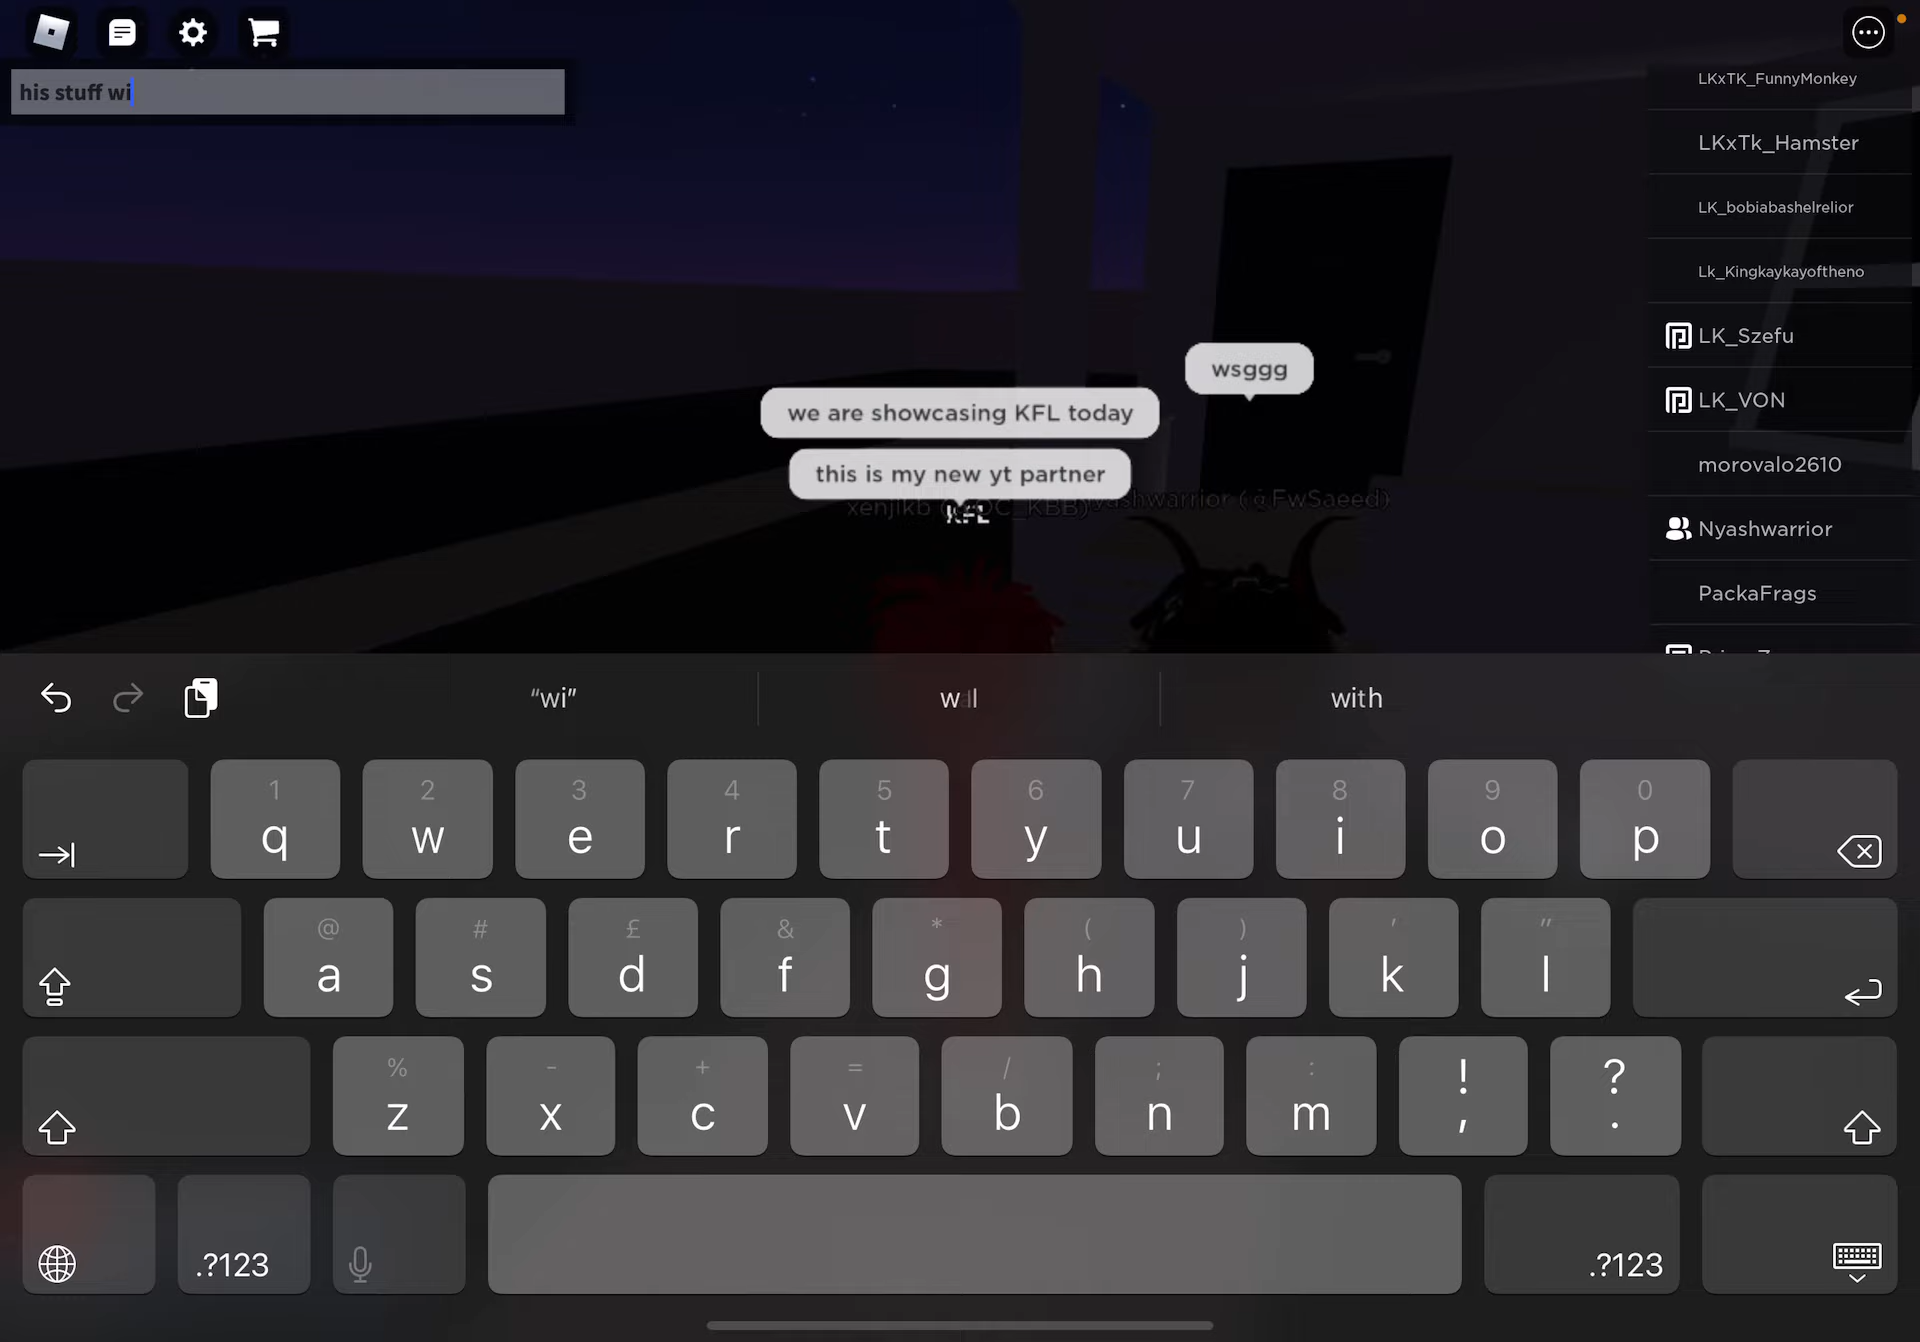 his stuff wi
LKxTK_FunnyMonkey
LKxTk_Hamster
LK_bobiabashelrelior
Lk_Kingkaykayoftheno
LK_Szefu
LK_VON
morovalo2610
Nyashwarrior
PackaFrags
wsggg
we are showcasing KFL today
this is my new yt partner
KFL
"wi" with
1 2 3 4 5 6 7 8 9 0
q w e r t y u i o p
@ # £ & * ( ) ' "
a s d f g h j k l
% - + = / ; : ! ?
z x c v b n m , .
.?123 .?123